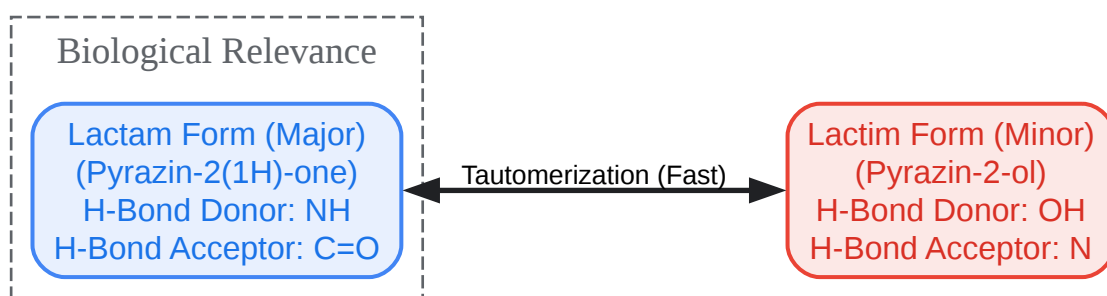 Biological Relevance
Lactam Form (Major)
(Pyrazin-2(1H)-one)
H-Bond Donor: NH
H-Bond Acceptor: C=O
Tautomerization (Fast)
Lactim Form (Minor)
(Pyrazin-2-ol)
H-Bond Donor: OH
H-Bond Acceptor: N